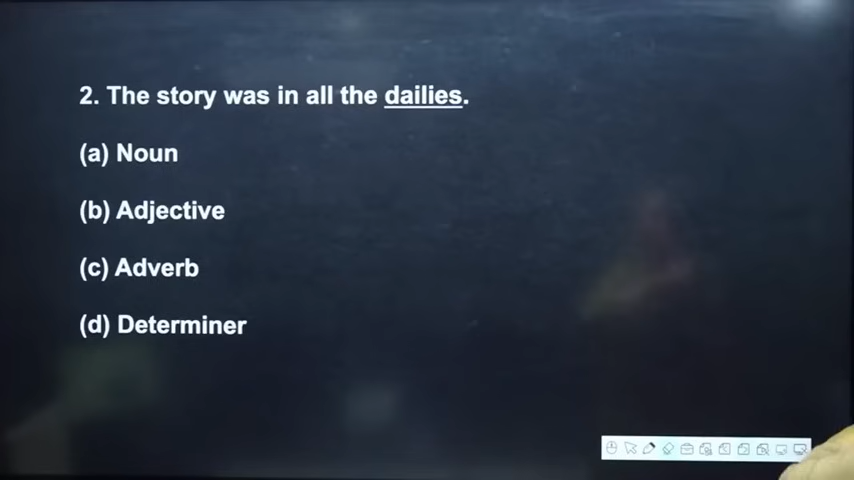 2. The story was in all the dailies.
(a) Noun
(b) Adjective
(c) Adverb
(d) Determiner